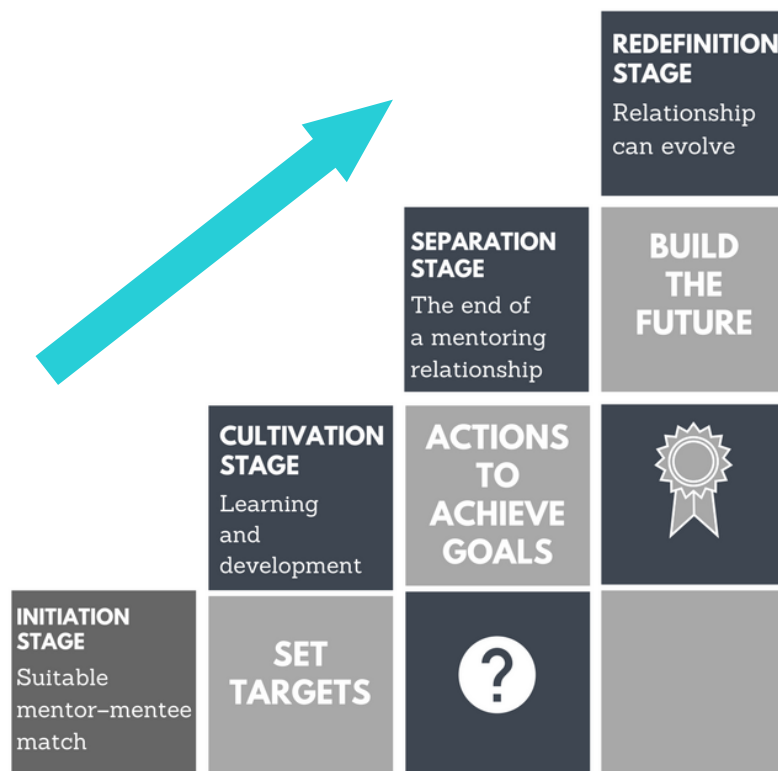 REDEFINITION
STAGE
Relationship
can evolve
SEPARATION
STAGE
The end of
a mentoring
relationship
BUILD
THE
FUTURE
CULTIVATION
STAGE
Learning
and
development
ACTIONS
TO
ACHIEVE
GOALS
INITIATION
STAGE
Suitable
mentor–mentee
match
SET
TARGETS
?